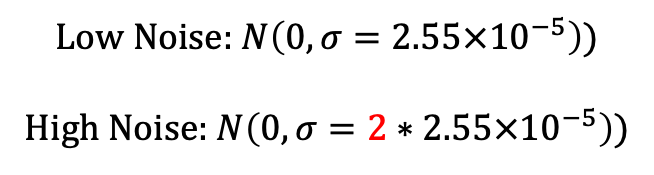 Low Noise: N(0, σ = 2.55×10⁻⁵))
High Noise: N(0, σ = 2 * 2.55×10⁻⁵))